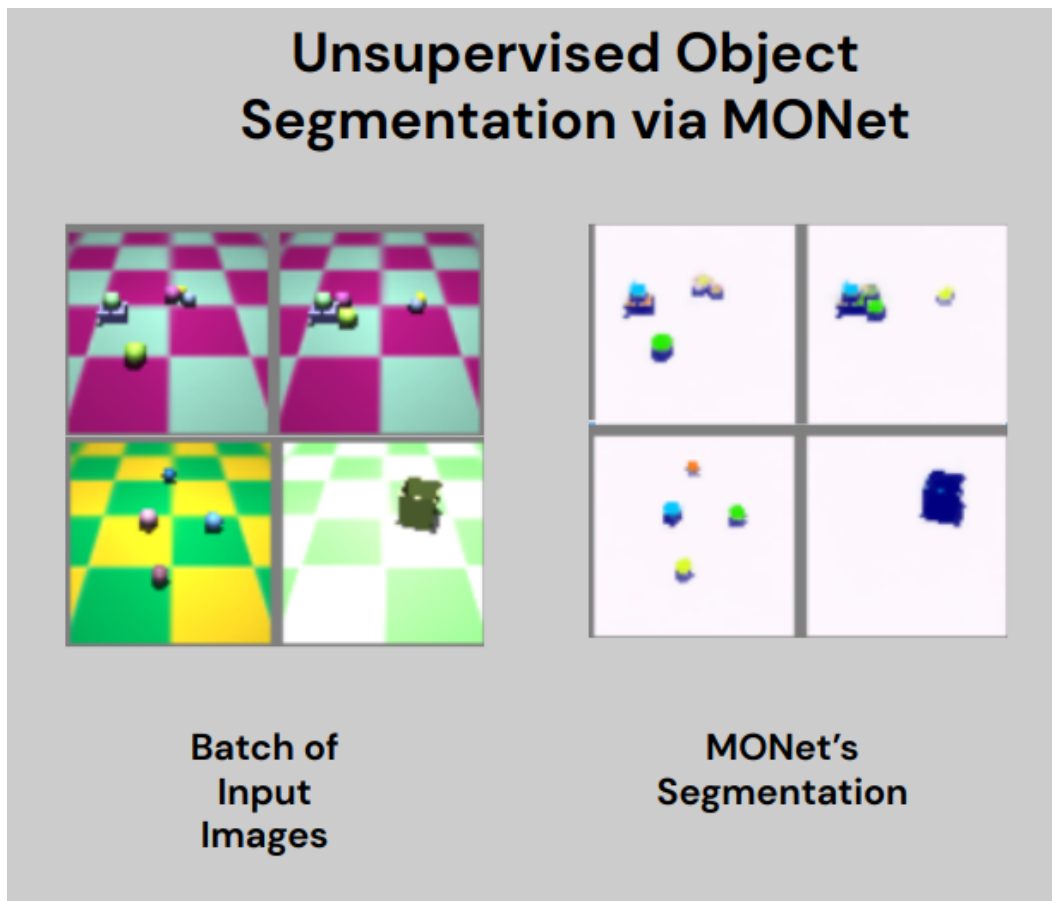 Unsupervised Object
Segmentation via MONet
Batch of
Input
Images
MONet’s
Segmentation